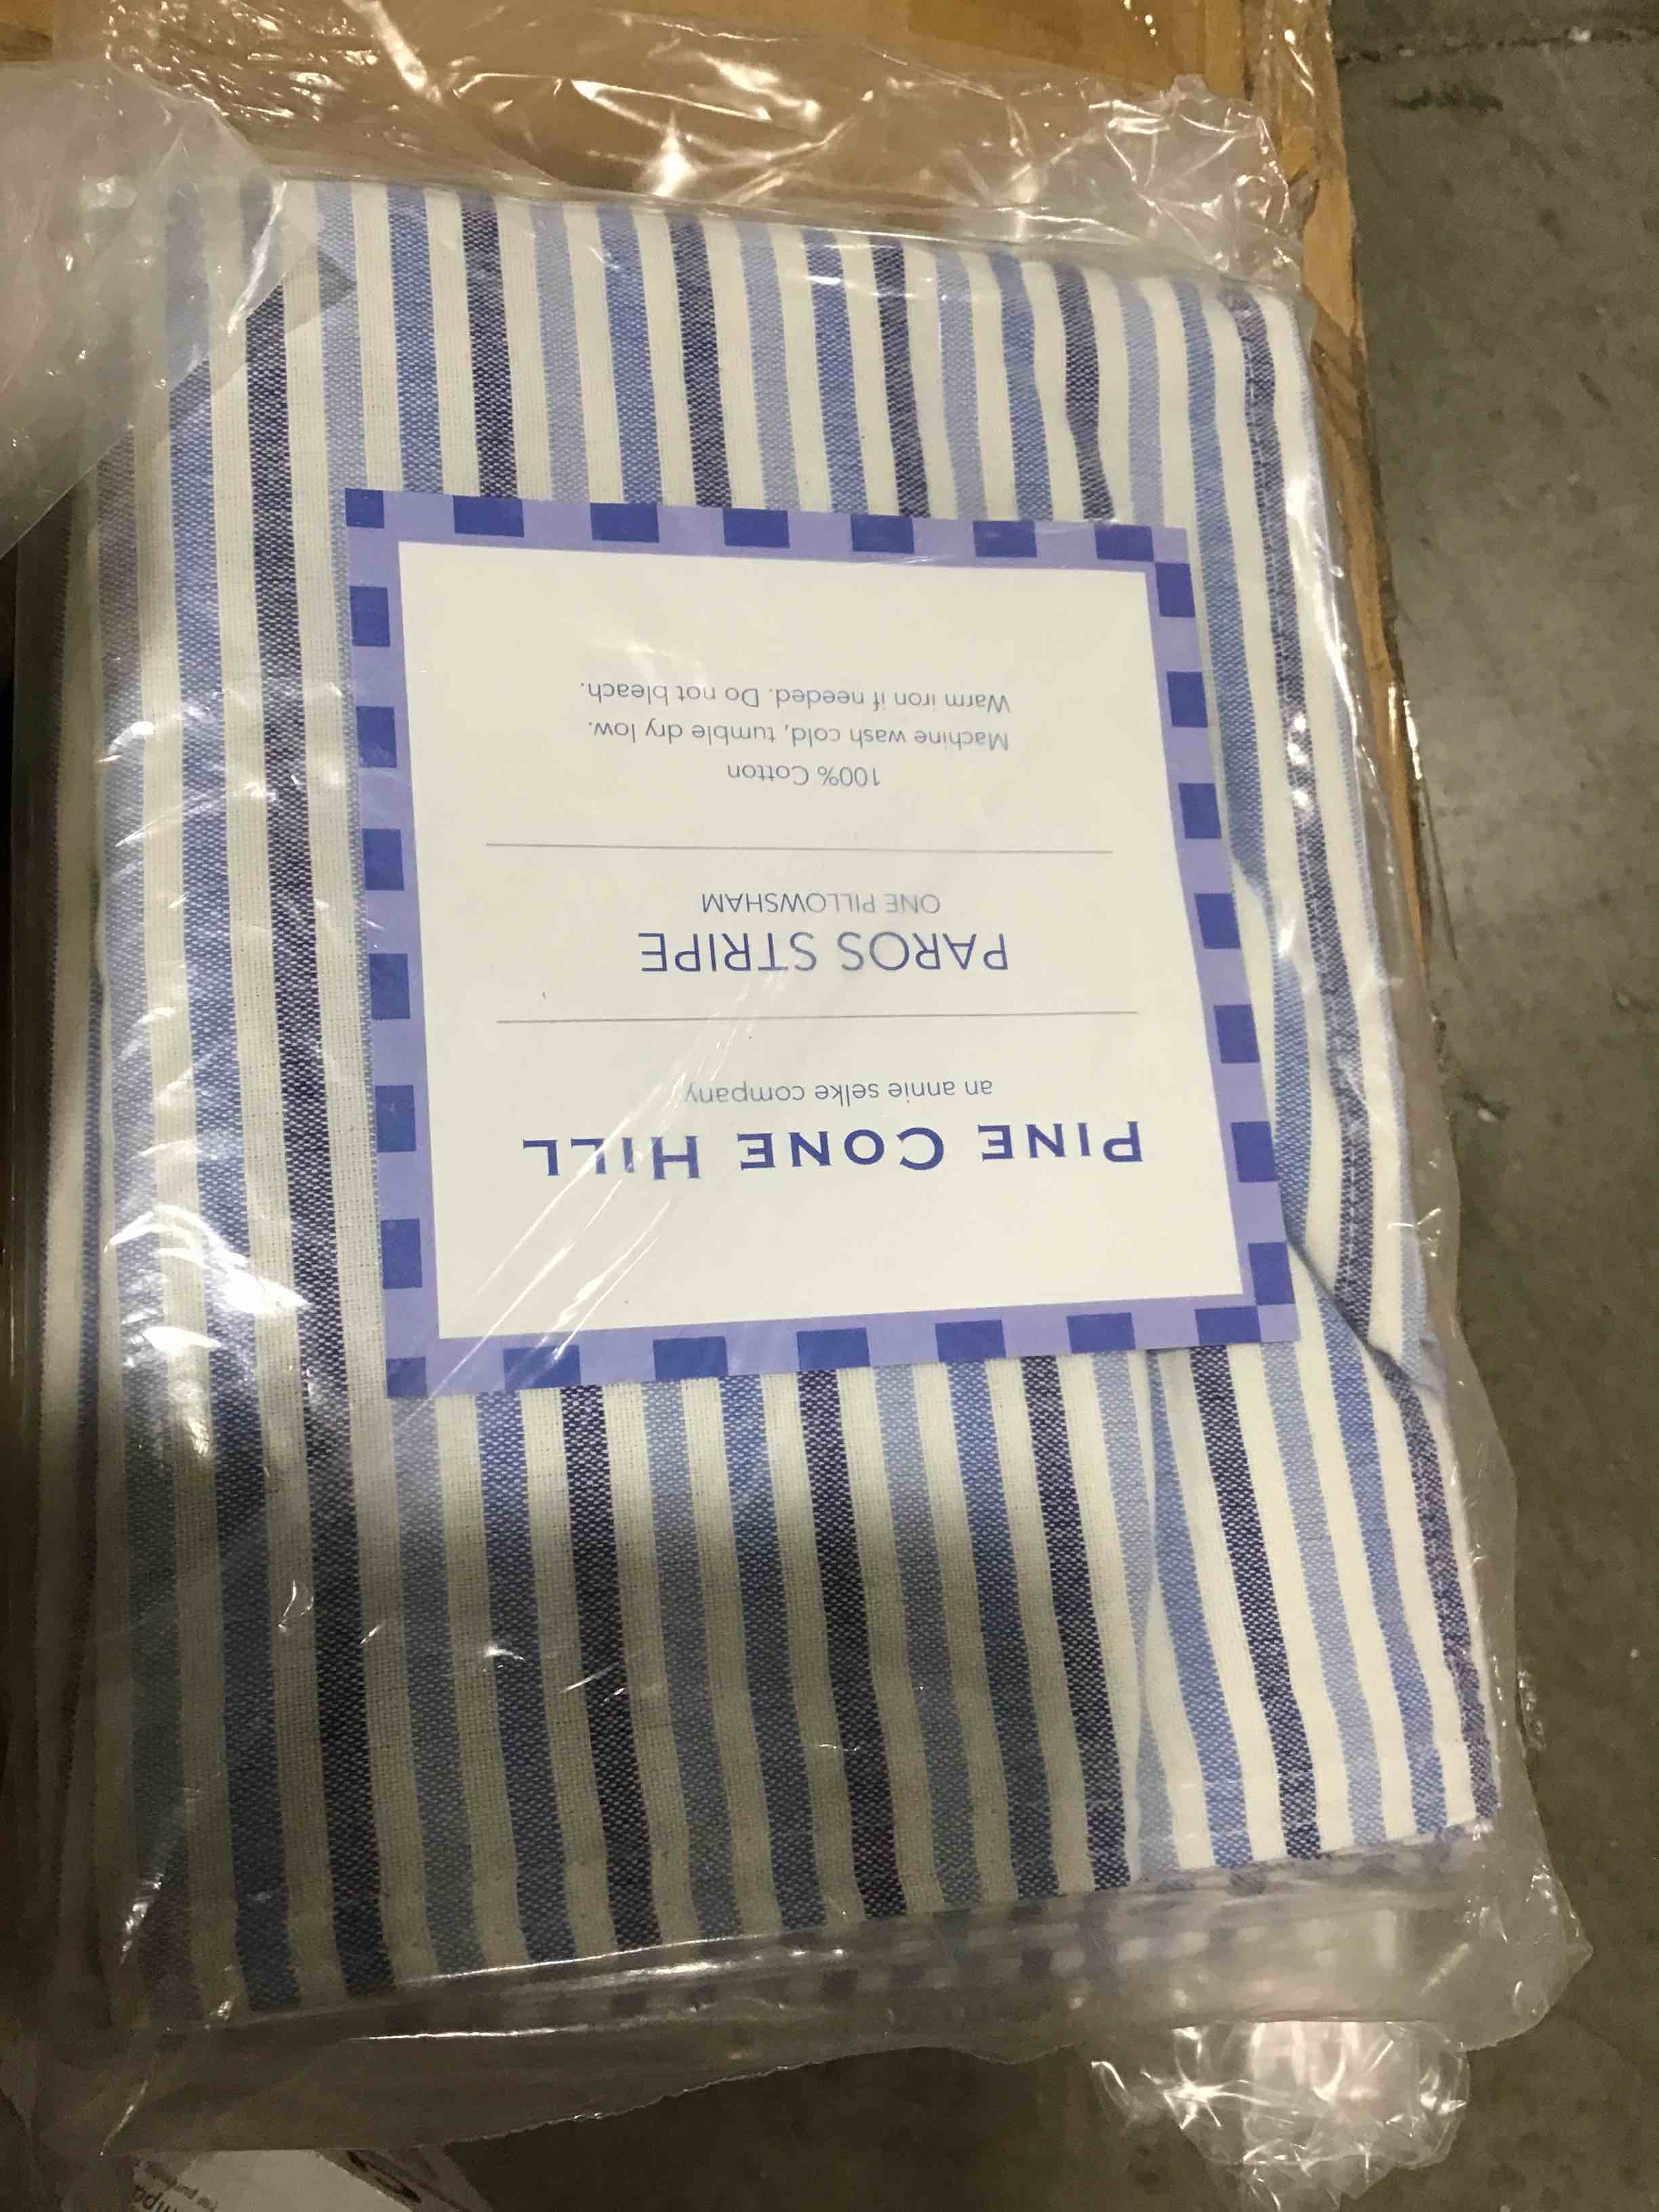 PINE CONE HILL
an annie selke company
PAROS STRIPE
ONE PILLOWSHAM
100% Cotton
Machine wash cold, tumble dry low.
Warm iron if needed. Do not bleach.